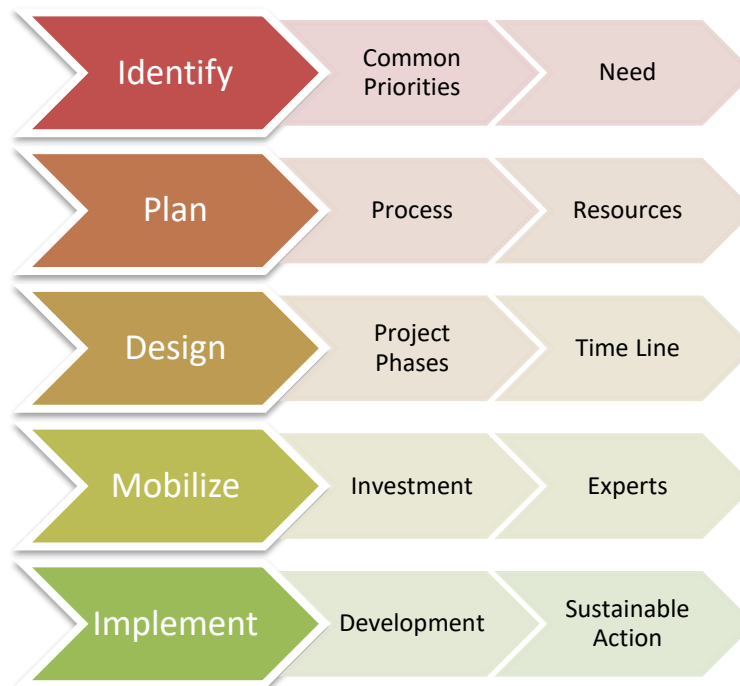 Identify
Common
Priorities
Need
Plan
Process
Resources
Design
Project
Phases
Time Line
Mobilize
Investment
Experts
Implement
Development
Sustainable
Action